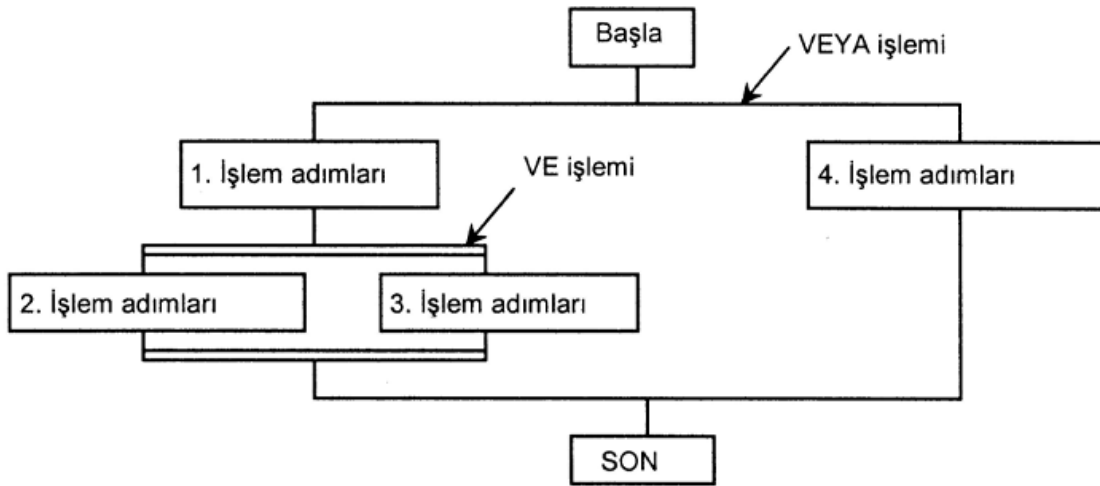 Başla
VEYA işlemi
1. İşlem adımları
VE işlemi
4. İşlem adımları
2. İşlem adımları
3. İşlem adımları
SON